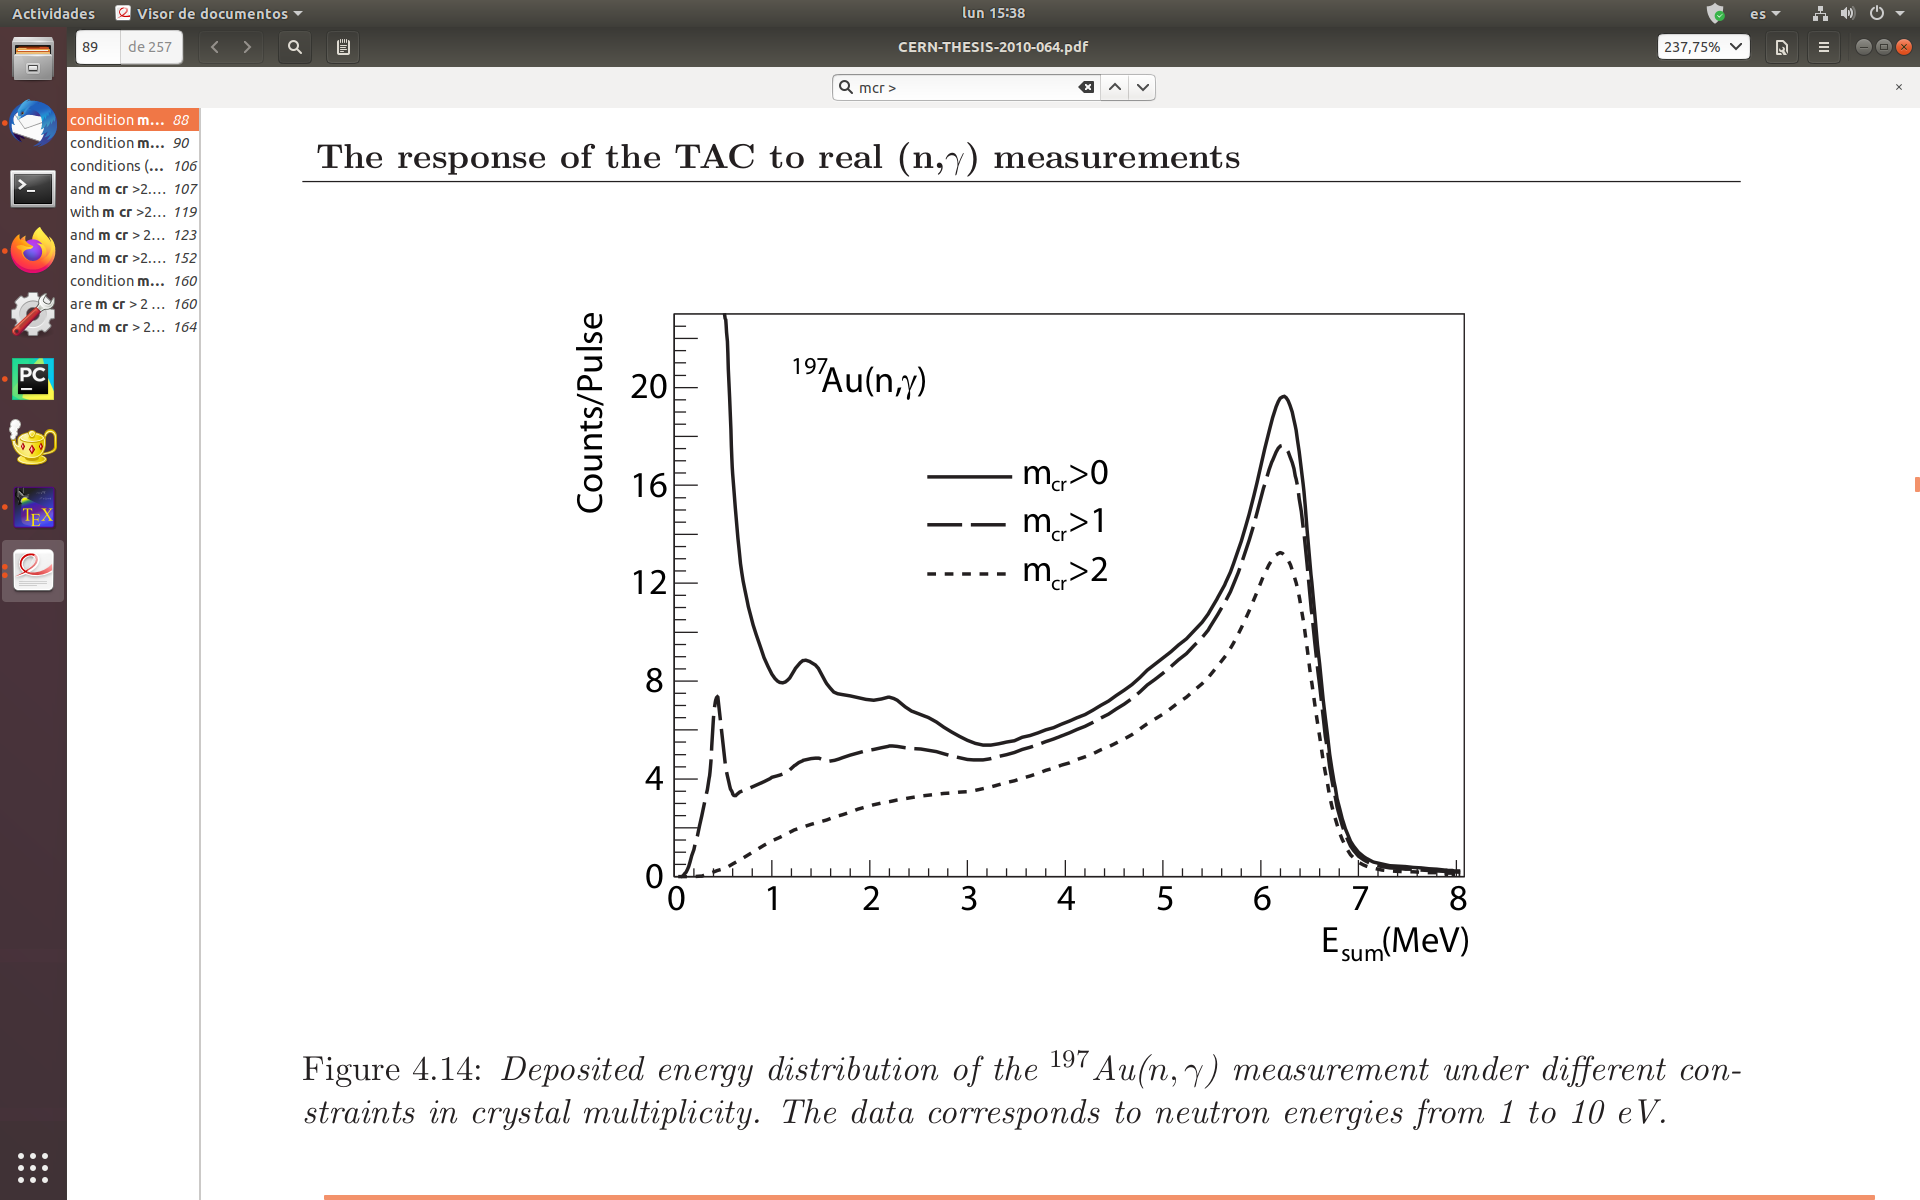 Actividades
Visor de documentos
lun 15:38
es
89
de 257
CERN-THESIS-2010-064.pdf
237,75%
mcr >
condition m... 88
condition m... 90
conditions (... 106
and m cr >2.... 107
with m cr >2... 119
and m cr > 2... 123
and m cr >2.... 152
condition m... 160
are m cr > 2 ... 160
and m cr > 2... 164
The response of the TAC to real (n,γ) measurements
Counts/Pulse
20
16
12
8
4
0
197Au(n,γ)
mcr>0
mcr>1
mcr>2
0 1 2 3 4 5 6 7 8
Esum(MeV)
Figure 4.14: Deposited energy distribution of the 197Au(n, γ) measurement under different con-
straints in crystal multiplicity. The data corresponds to neutron energies from 1 to 10 eV.
PC
TEX